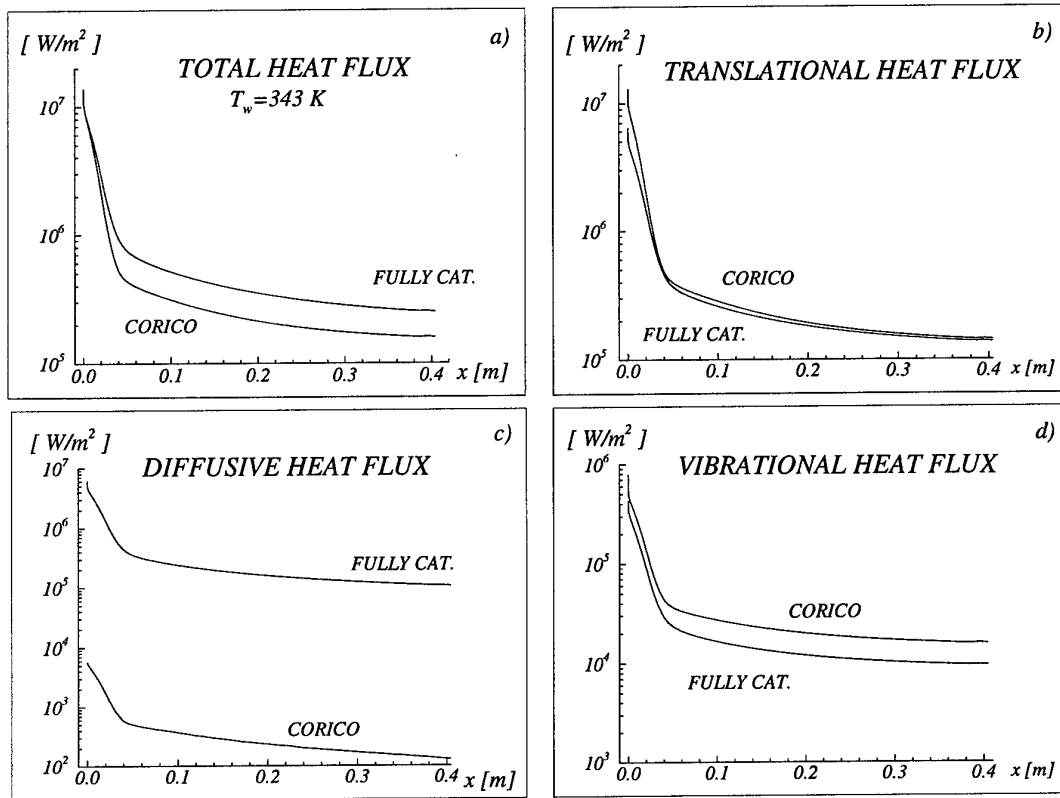 a)
[ W/m² ]
TOTAL HEAT FLUX
T_w=343 K
10⁷
10⁶
10⁵
FULLY CAT.
CORICO
0.0 0.1 0.2 0.3 0.4 x [m]
b)
[ W/m² ]
TRANSLATIONAL HEAT FLUX
10⁷
10⁶
10⁵
CORICO
FULLY CAT.
0.0 0.1 0.2 0.3 0.4 x [m]
c)
[ W/m² ]
DIFFUSIVE HEAT FLUX
10⁷
10⁶
10⁵
10⁴
10³
10²
FULLY CAT.
CORICO
0.0 0.1 0.2 0.3 0.4 x [m]
d)
[ W/m² ]
VIBRATIONAL HEAT FLUX
10⁶
10⁵
10⁴
10³
CORICO
FULLY CAT.
0.0 0.1 0.2 0.3 0.4 x [m]